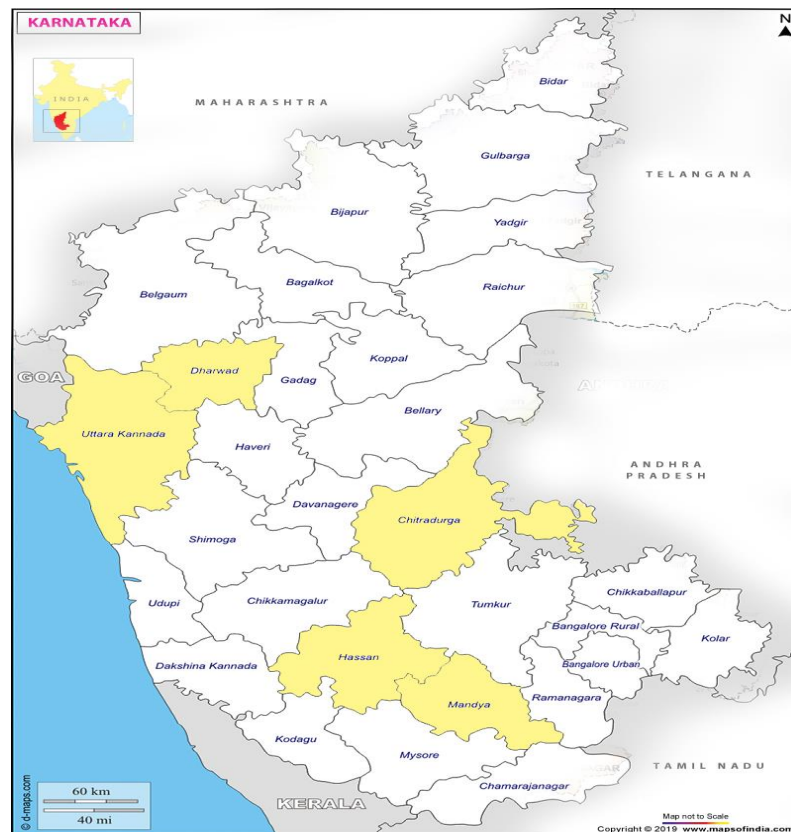 KARNATAKA
N
INDIA
MAHARASHTRA
Bidar
Gulbarga
TELANGANA
Bijapur
Yadgir
Belgaum
Bagalkot
Raichur
GOA
Dharwad
Gadag
Koppal
Bellary
Uttara Kannada
Haveri
ANDHRA
PRADESH
Davanagere
Chitradurga
Shimoga
Udupi
Chikkamagalur
Tumkur
Chikkaballapur
Bangalore Rural
Kolar
Dakshina Kannada
Hassan
Bangalore Urban
Mandya
Ramanagara
Kodagu
Mysore
TAMIL NADU
Chamarajanagar
KERALA
60 km
40 mi
© d-maps.com
Map not to Scale
Copyright © 2019 www.mapsofindia.com